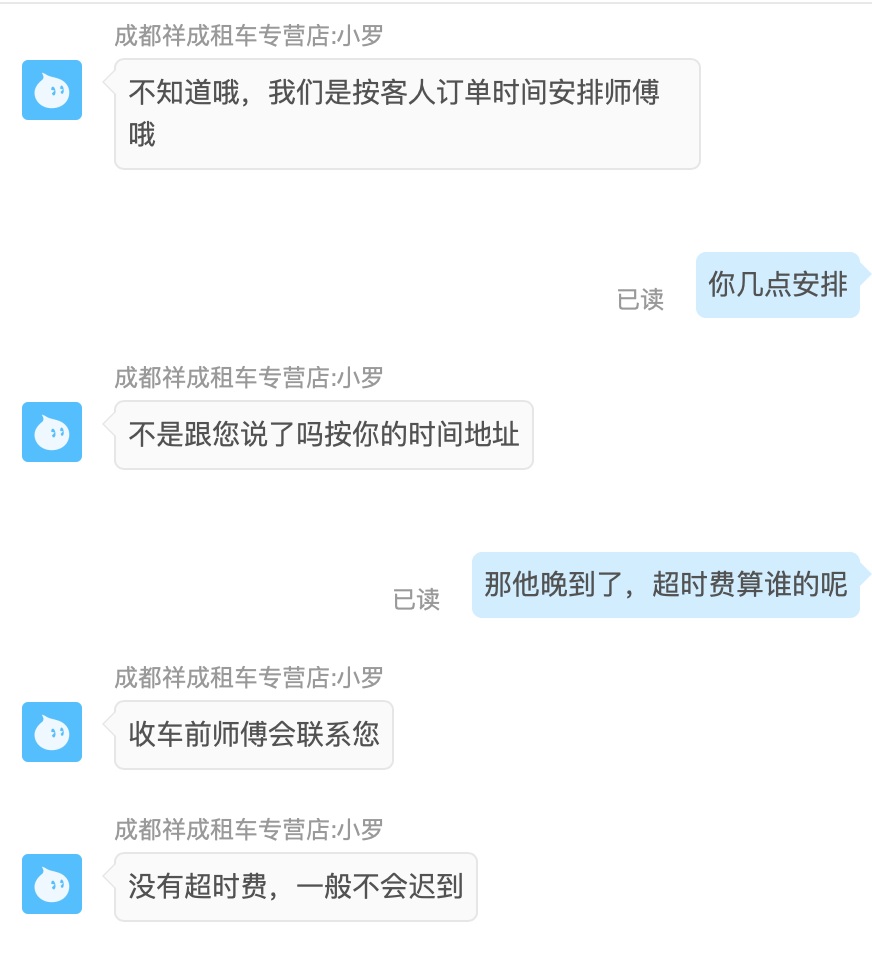 成都祥成租车专营店:小罗
不知道哦，我们是按客人订单时间安排师傅
哦
你几点安排
已读
成都祥成租车专营店:小罗
不是跟您说了吗按你的时间地址
那他晚到了，超时费算谁的呢
已读
成都祥成租车专营店:小罗
收车前师傅会联系您
成都祥成租车专营店:小罗
没有超时费，一般不会迟到